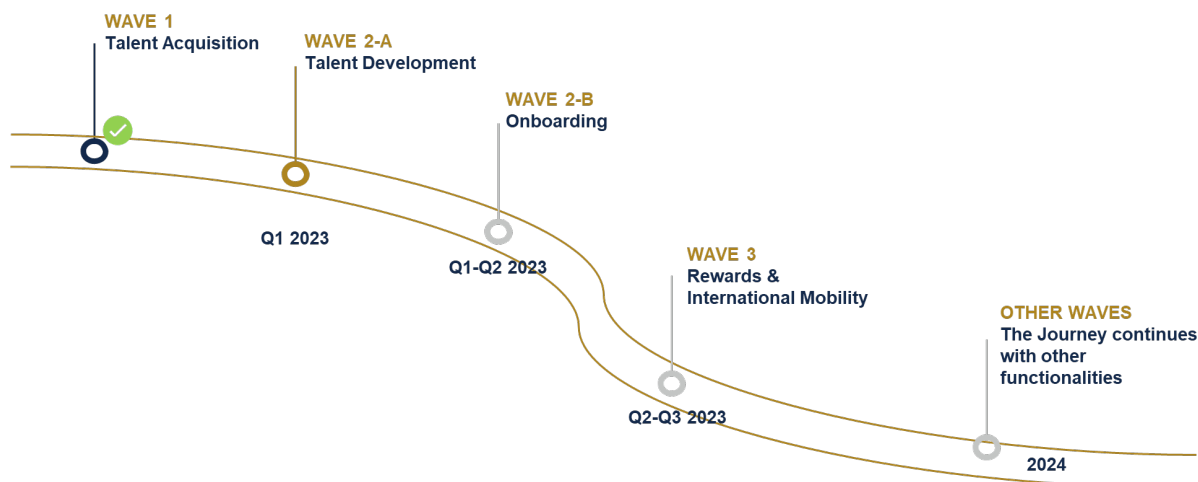 WAVE 1
Talent Acquisition
WAVE 2-A
Talent Development
Q1 2023
WAVE 2-B
Onboarding
Q1-Q2 2023
WAVE 3
Rewards &
International Mobility
Q2-Q3 2023
OTHER WAVES
The Journey continues
with other
functionalities
2024